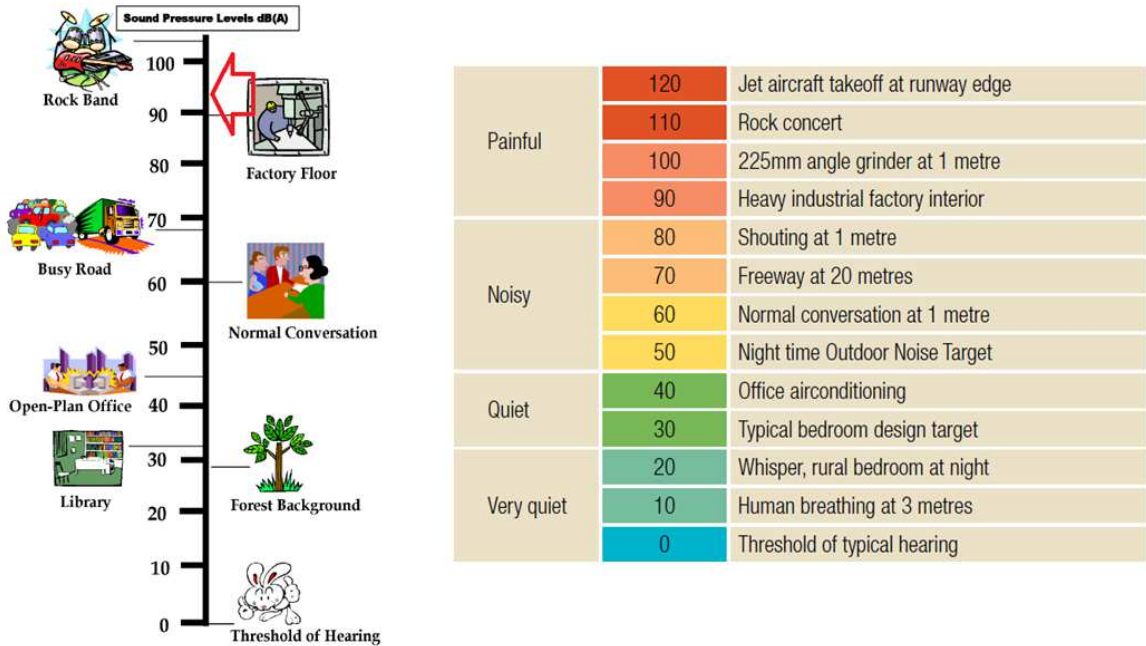 Sound Pressure Levels dB(A)
100
Rock Band
90
Factory Floor
80
70
Busy Road
60
Normal Conversation
50
Open-Plan Office
40
30
Library
Forest Background
20
10
0
Threshold of Hearing
Painful
120 Jet aircraft takeoff at runway edge
110 Rock concert
100 225mm angle grinder at 1 metre
90 Heavy industrial factory interior
Noisy
80 Shouting at 1 metre
70 Freeway at 20 metres
60 Normal conversation at 1 metre
50 Night time Outdoor Noise Target
Quiet
40 Office airconditioning
30 Typical bedroom design target
Very quiet
20 Whisper, rural bedroom at night
10 Human breathing at 3 metres
0 Threshold of typical hearing